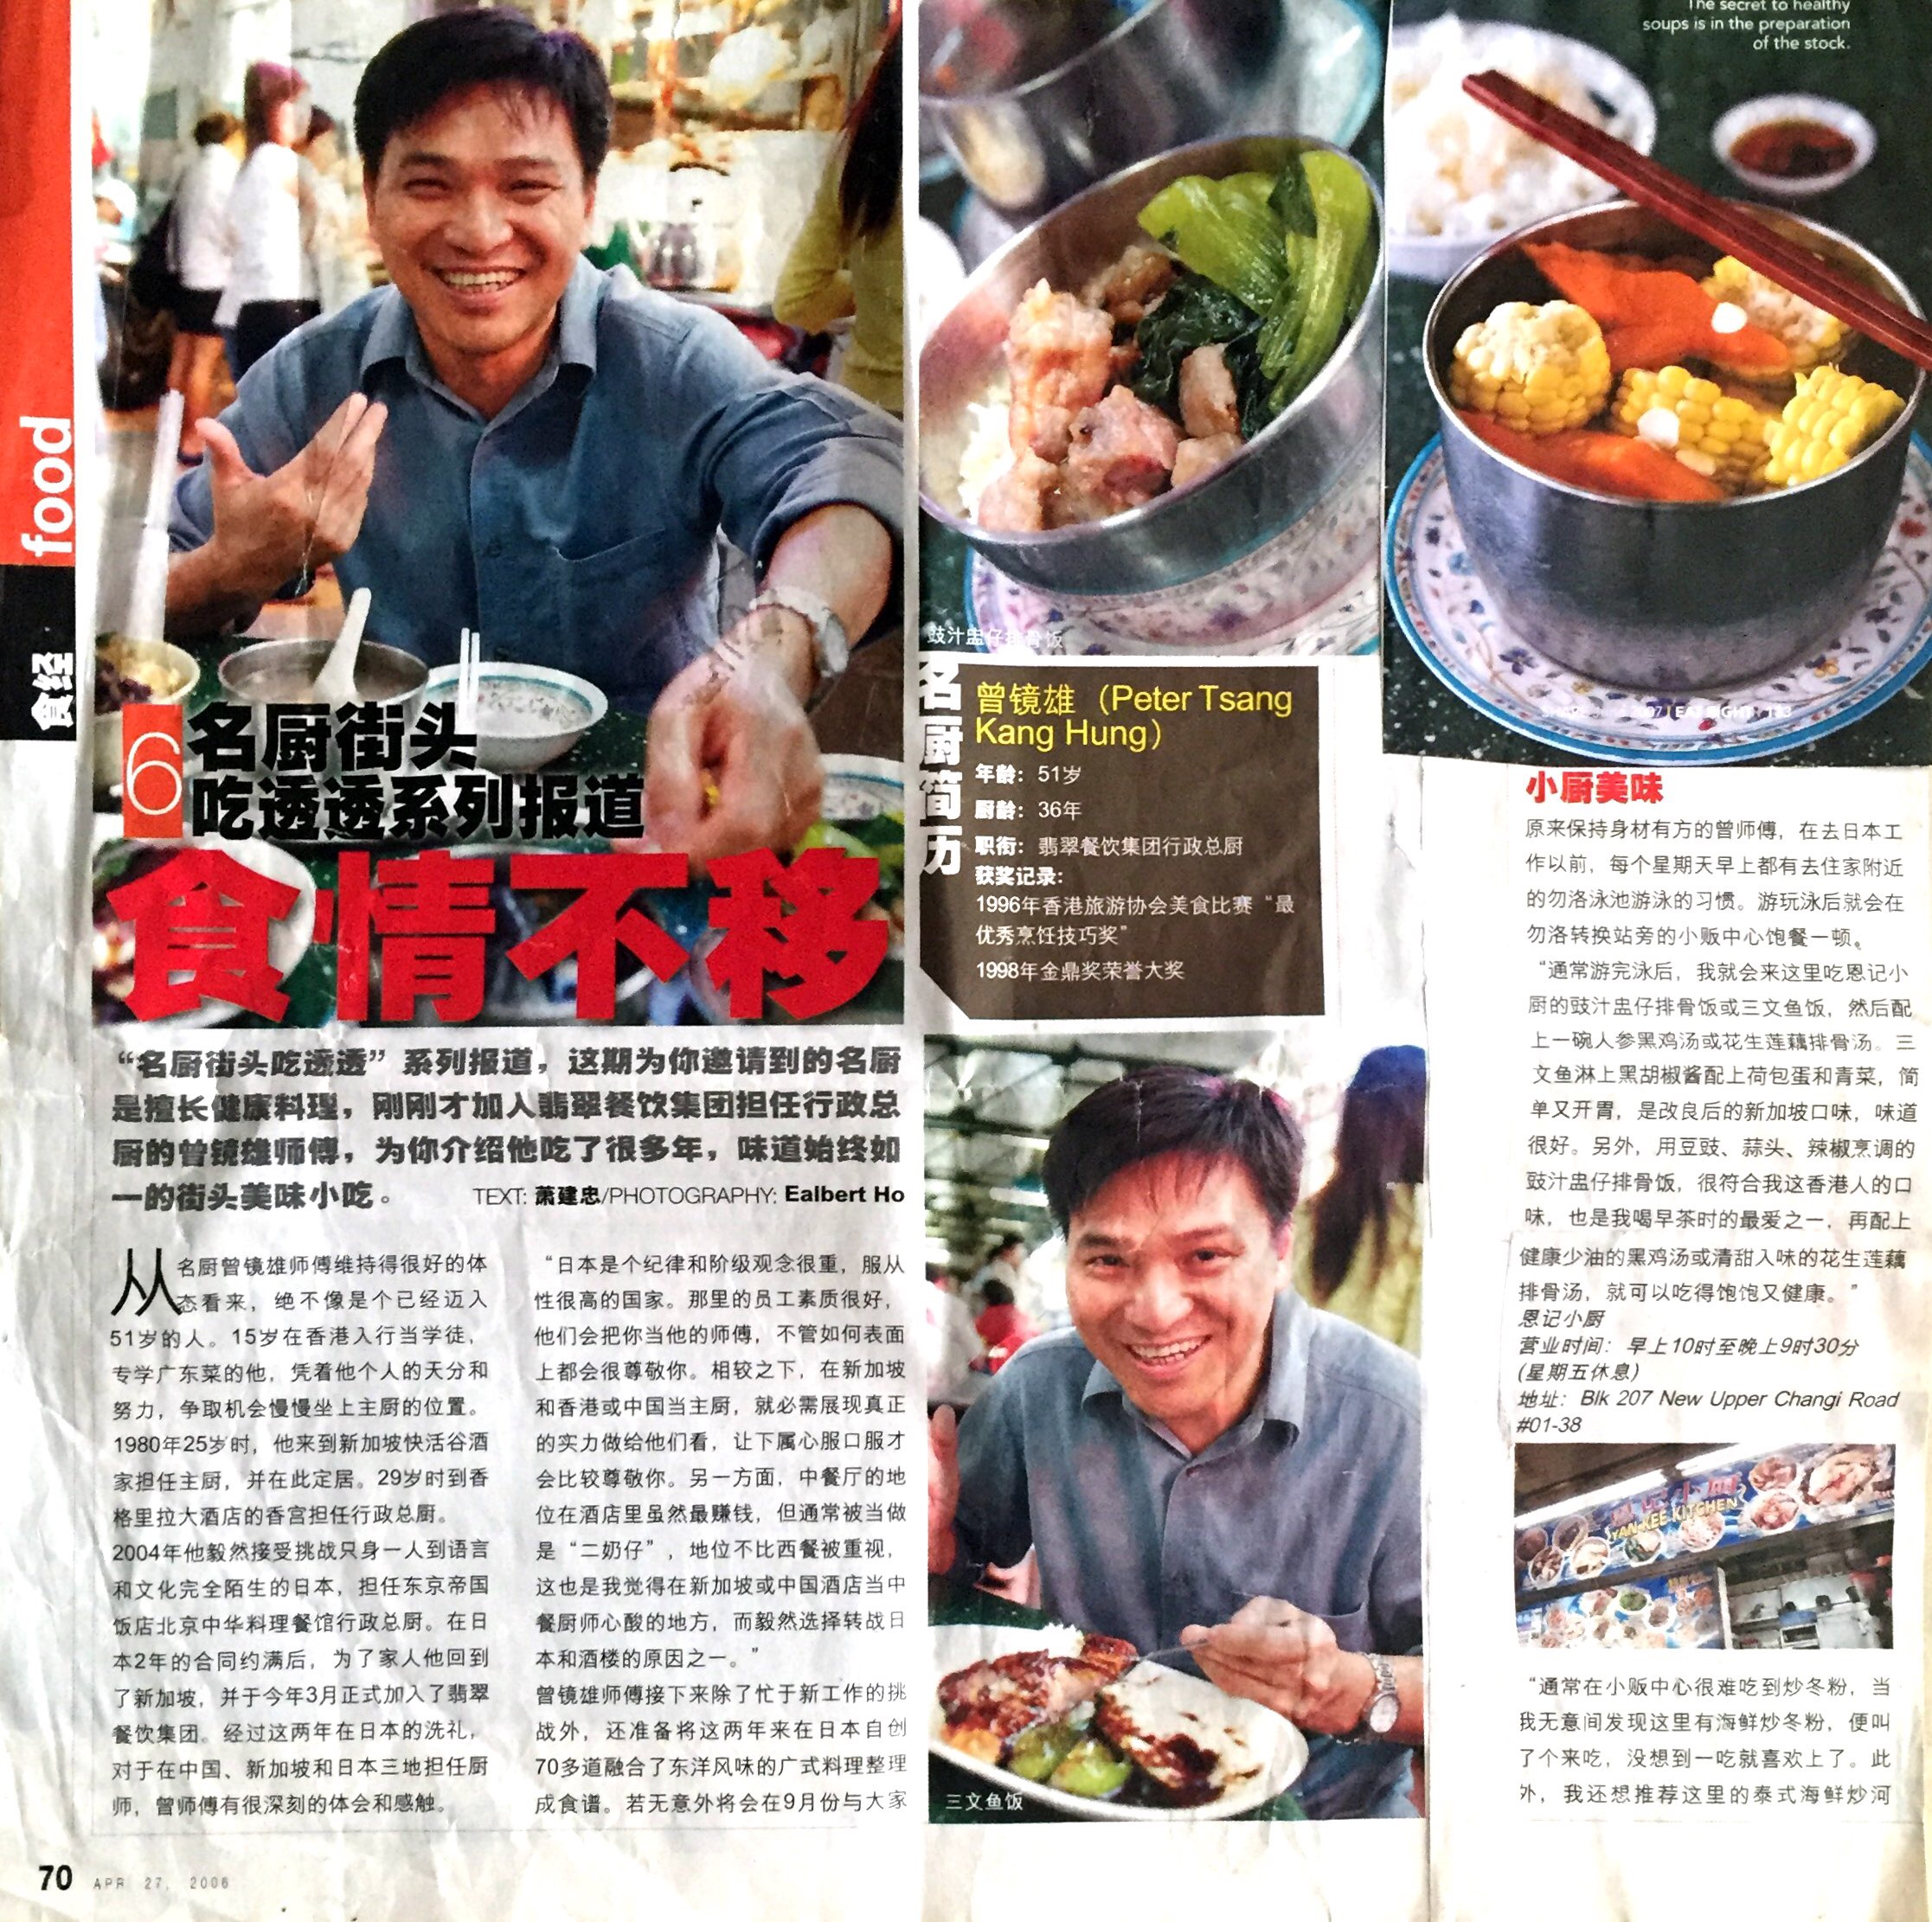 food
食经
6
名厨街头
吃透透系列报道
食情不移
“名厨街头吃透透”系列报道，这期为你邀请到的名厨
是擅长健康料理，刚刚才加入翡翠餐饮集团担任行政总
厨的曾镜雄师傅，为你介绍他吃了很多年，味道始终如
一的街头美味小吃。
TEXT: 萧建忠/PHOTOGRAPHY: Ealbert Ho
从名厨曾镜雄师傅维持得很好的体
态看来，绝不像是个已经迈入
51岁的人。15岁在香港入行当学徒，
专学广东菜的他，凭着他个人的天分和
努力，争取机会慢慢坐上主厨的位置。
1980年25岁时，他来到新加坡快活谷酒
家担任主厨，并在此定居。29岁时到香
格里拉大酒店的香宫担任行政总厨。
2004年他毅然接受挑战只身一人到语言
和文化完全陌生的日本，担任东京帝国
饭店北京中华料理餐馆行政总厨。在日
本2年的合同约满后，为了家人他回到
了新加坡，并于今年3月正式加入了翡翠
餐饮集团。经过这两年在日本的洗礼，
对于在中国、新加坡和日本三地担任厨
师，曾师傅有很深刻的体会和感触。
“日本是个纪律和阶级观念很重，服从
性很高的国家。那里的员工素质很好，
他们会把你当他的师傅，不管如何表面
上都会很尊敬你。相较之下，在新加坡
和香港或中国当主厨，就必需展现真正
的实力做给他们看，让下属心服口服才
会比较尊敬你。另一方面，中餐厅的地
位在酒店里虽然最赚钱，但通常被当做
是“二奶仔”，地位不比西餐被重视，
这也是我觉得在新加坡或中国酒店当中
餐厨师心酸的地方，而毅然选择转战日
本和酒楼的原因之一。”
曾镜雄师傅接下来除了忙于新工作的挑
战外，还准备将这两年来在日本自创
70多道融合了东洋风味的广式料理整理
成食谱。若无意外将会在9月份与大家
70 APR 27, 2006
豉汁盅仔排骨饭
名厨简历
曾镜雄（Peter Tsang
Kang Hung）
年龄：51岁
厨龄：36年
职衔：翡翠餐饮集团行政总厨
获奖记录：
1996年香港旅游协会美食比赛“最
优秀烹饪技巧奖”
1998年金鼎奖荣誉大奖
三文鱼饭
The secret to healthy
soups is in the preparation
of the stock.
2007 | EAT RIGHT
小厨美味
原来保持身材有方的曾师傅，在去日本工
作以前，每个星期天早上都有去住家附近
的勿洛泳池游泳的习惯。游玩泳后就会在
勿洛转换站旁的小贩中心饱餐一顿。
“通常游完泳后，我就会来这里吃恩记小
厨的豉汁盅仔排骨饭或三文鱼饭，然后配
上一碗人参黑鸡汤或花生莲藕排骨汤。三
文鱼淋上黑胡椒酱配上荷包蛋和青菜，简
单又开胃，是改良后的新加坡口味，味道
很好。另外，用豆豉、蒜头、辣椒烹调的
豉汁盅仔排骨饭，很符合我这香港人的口
味，也是我喝早茶时的最爱之一，再配上
健康少油的黑鸡汤或清甜入味的花生莲藕
排骨汤，就可以吃得饱饱又健康。”
恩记小厨
营业时间：早上10时至晚上9时30分
(星期五休息)
地址：Blk 207 New Upper Changi Road
#01-38
恩记小厨
YAN KEE KITCHEN
“通常在小贩中心很难吃到炒冬粉，当
我无意间发现这里有海鲜炒冬粉，便叫
了个来吃，没想到一吃就喜欢上了。此
外，我还想推荐这里的泰式海鲜炒河